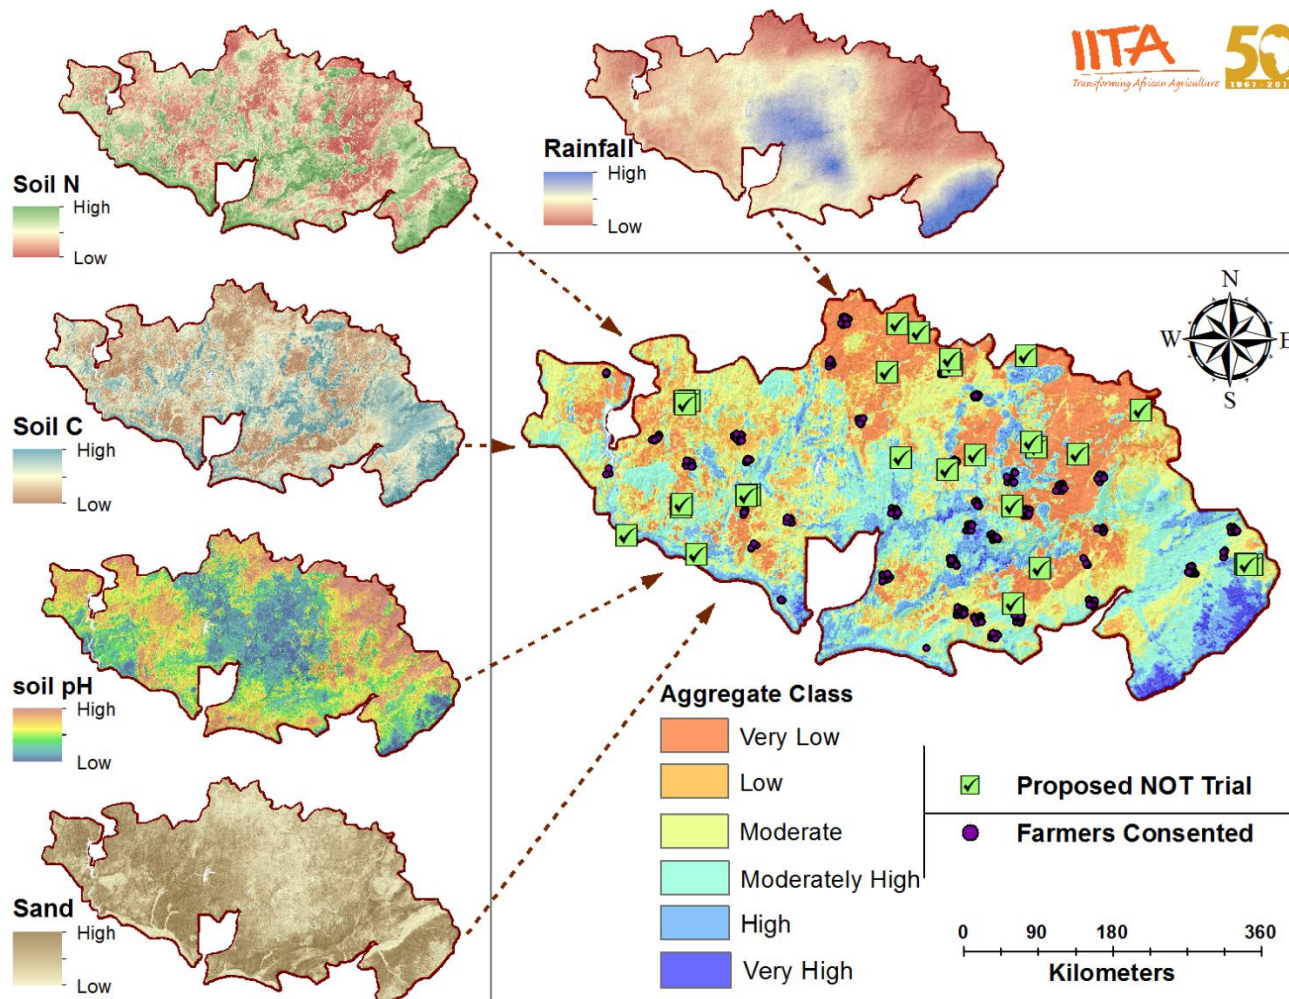 IITA
Transforming African Agriculture
50
Soil N
High
Low
Rainfall
High
Low
N
W
E
S
Soil C
High
Low
soil pH
High
Low
Sand
High
Low
Aggregate Class
Very Low
Low
Moderate
Moderately High
High
Very High
Proposed NOT Trial
Farmers Consented
0 90 180 360
Kilometers